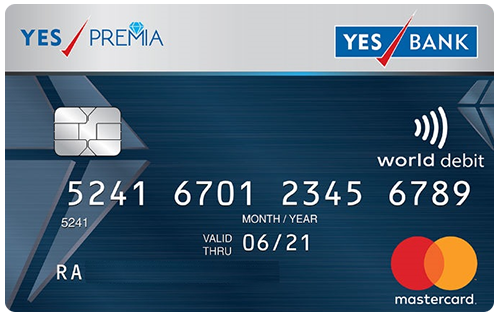 YES PREMIA
YES BANK
world debit
5241 6701 2345 6789
5241
MONTH / YEAR
VALID THRU 06/21
RA
mastercard.